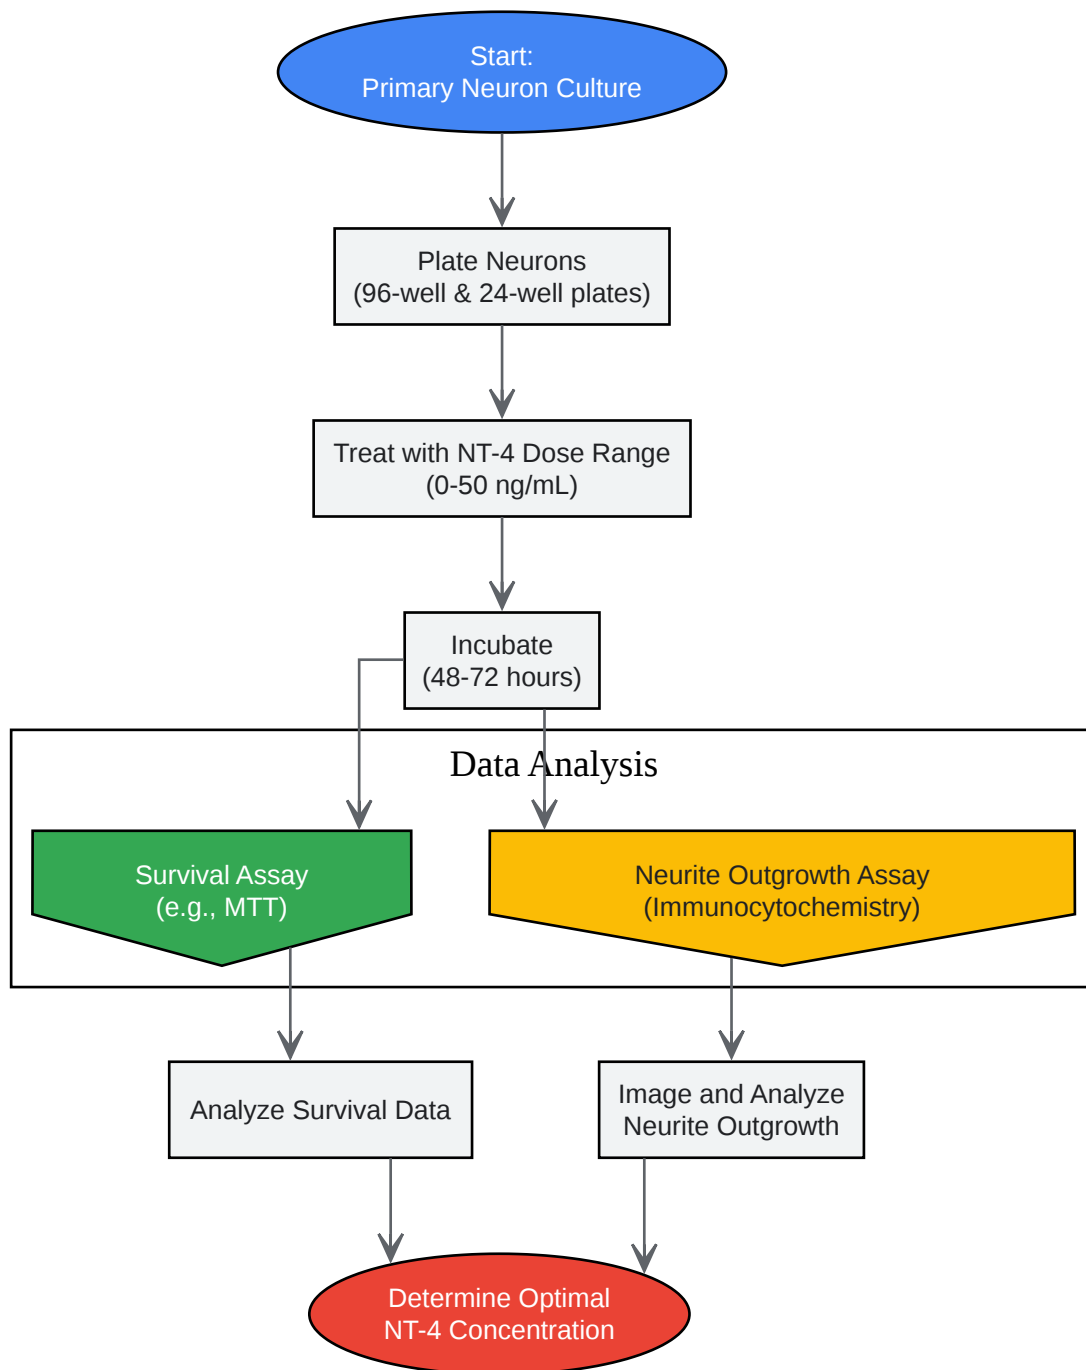 Start:
Primary Neuron Culture
Plate Neurons
(96-well & 24-well plates)
Treat with NT-4 Dose Range
(0-50 ng/mL)
Incubate
(48-72 hours)
Data Analysis
Survival Assay
(e.g., MTT)
Neurite Outgrowth Assay
(Immunocytochemistry)
Analyze Survival Data
Image and Analyze
Neurite Outgrowth
Determine Optimal
NT-4 Concentration